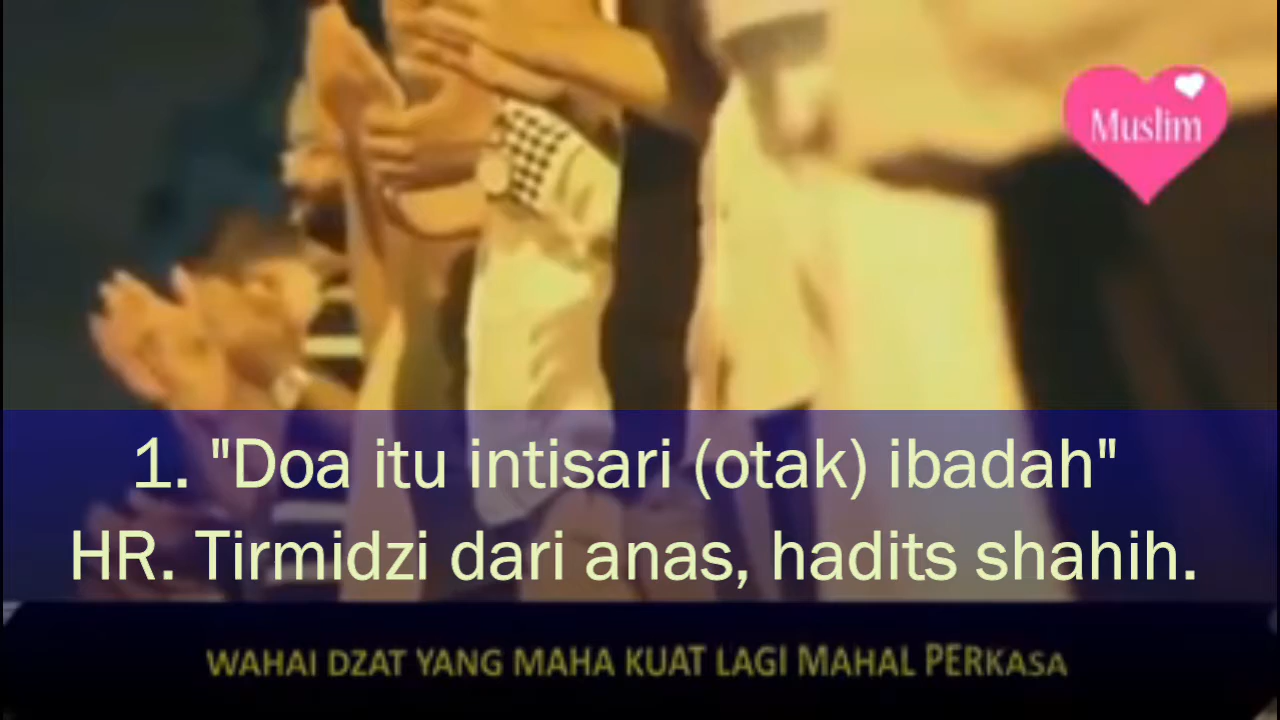 Muslim
1. "Doa itu intisari (otak) ibadah"
HR. Tirmidzi dari anas, hadits shahih.
WAHAI DZAT YANG MAHA KUAT LAGI MAHAL PERKASA